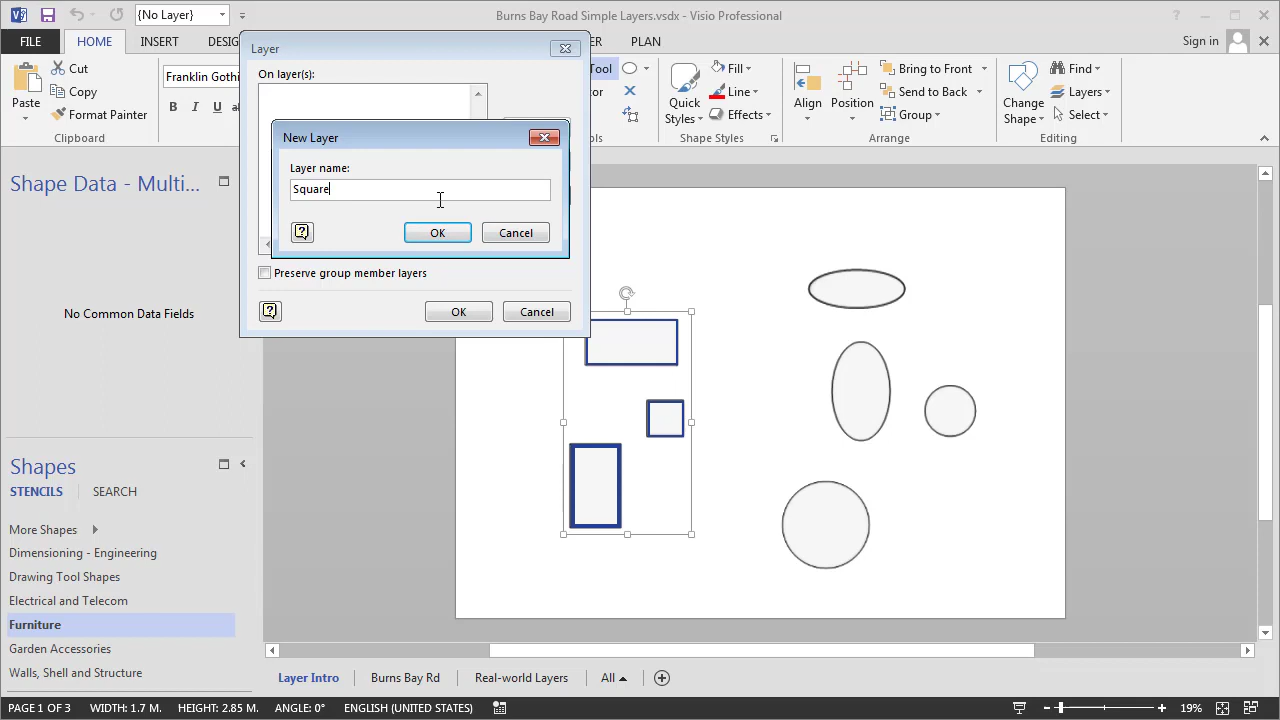 {No Layer}
Burns Bay Road Simple Layers.vsdx - Visio Professional
FILE
HOME
INSERT
PLAN
Sign in
Layer
On layer(s):
New Layer
Layer name:
Square
OK
Cancel
Preserve group member layers
OK
Cancel
Paste
Cut
Copy
Format Painter
Clipboard
Franklin Gothi
B
I
U
Tool
Quick
Styles
Fill
Line
Effects
Shape Styles
Align
Position
Bring to Front
Send to Back
Group
Arrange
Change
Shape
Find
Layers
Select
Editing
Shape Data - Multi...
No Common Data Fields
Shapes
STENCILS
SEARCH
More Shapes
Dimensioning - Engineering
Drawing Tool Shapes
Electrical and Telecom
Furniture
Garden Accessories
Walls, Shell and Structure
Layer Intro
Burns Bay Rd
Real-world Layers
All
PAGE 1 OF 3
WIDTH: 1.7 M.
HEIGHT: 2.85 M.
ANGLE: 0°
ENGLISH (UNITED STATES)
19%